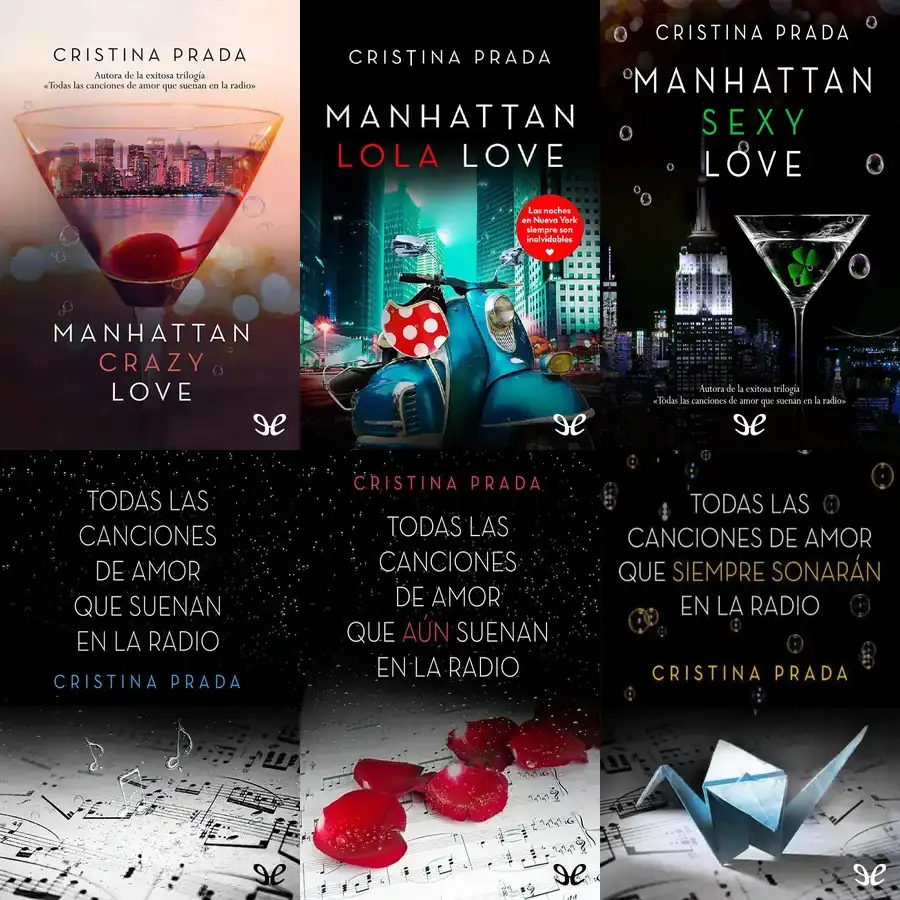 CRISTINA PRADA
Autora de la exitosa trilogía
«Todas las canciones de amor que suenan en la radio»
MANHATTAN
CRAZY
LOVE
CRISTINA PRADA
MANHATTAN
LOLA LOVE
Las noches
en Nueva York
siempre son
inolvidables
CRISTINA PRADA
MANHATTAN
SEXY
LOVE
Autora de la exitosa trilogía
«Todas las canciones de amor que suenan en la radio»
TODAS LAS
CANCIONES
DE AMOR
QUE SUENAN
EN LA RADIO
CRISTINA PRADA
CRISTINA PRADA
TODAS LAS
CANCIONES
DE AMOR
QUE AÚN SUENAN
EN LA RADIO
TODAS LAS
CANCIONES DE AMOR
QUE SIEMPRE SONARÁN
EN LA RADIO
CRISTINA PRADA